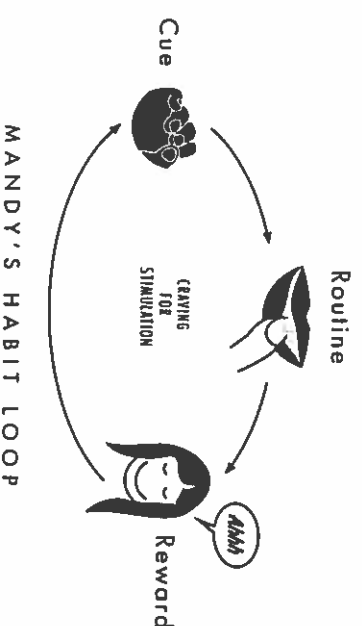 Routine
Cue
CRAVING
FOR
STIMULATION
Ahhh
Reward
MANDY'S HABIT LOOP